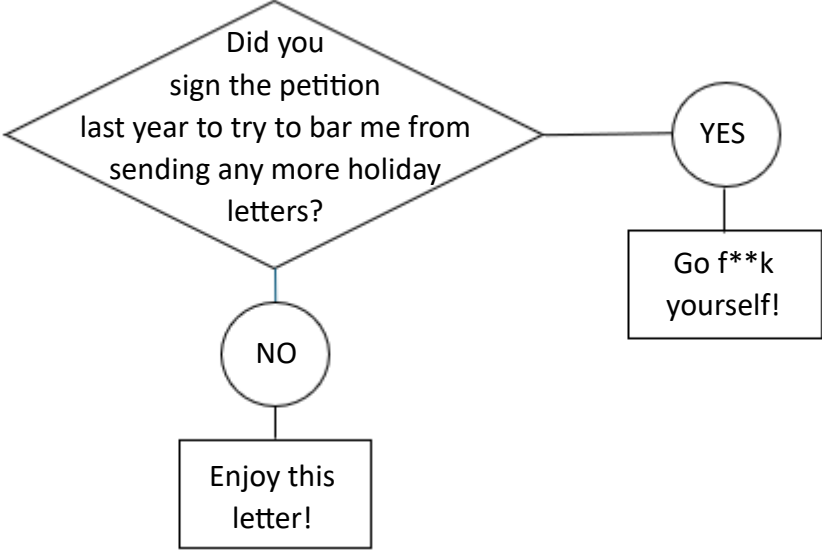 Did you
sign the petition
last year to try to bar me from
sending any more holiday
letters?
YES
Go f**k
yourself!
NO
Enjoy this
letter!